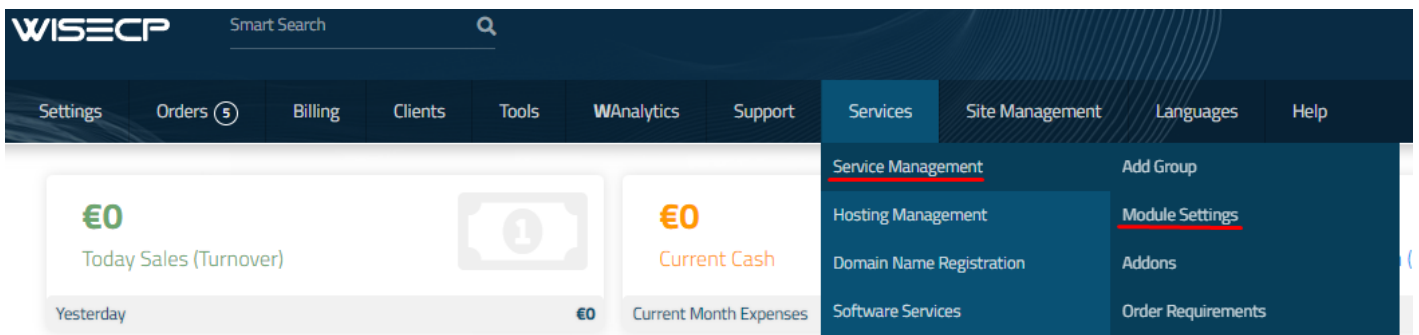 WISECP
Smart Search
Settings Orders 5 Billing Clients Tools WAnalytics Support Services Site Management Languages Help
Service Management Add Group
Hosting Management Module Settings
Domain Name Registration Addons
Software Services Order Requirements
€0
Today Sales (Turnover)
Yesterday €0
1
€0
Current Cash
Current Month Expenses
(